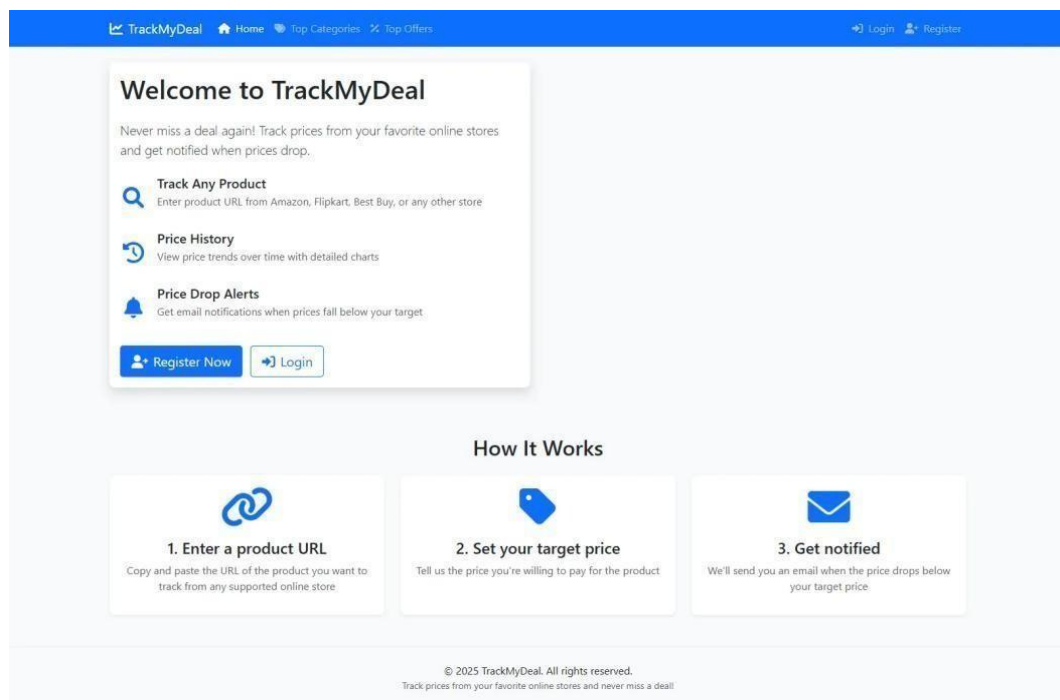 TrackMyDeal Home Top Categories Top Offers Login Register
Welcome to TrackMyDeal
Never miss a deal again! Track prices from your favorite online stores
and get notified when prices drop.
Track Any Product
Enter product URL from Amazon, Flipkart, Best Buy, or any other store
Price History
View price trends over time with detailed charts
Price Drop Alerts
Get email notifications when prices fall below your target
Register Now Login
How It Works
1. Enter a product URL
Copy and paste the URL of the product you want to
track from any supported online store
2. Set your target price
Tell us the price you're willing to pay for the product
3. Get notified
We'll send you an email when the price drops below
your target price
© 2025 TrackMyDeal. All rights reserved.
Track prices from your favorite online stores and never miss a deal!